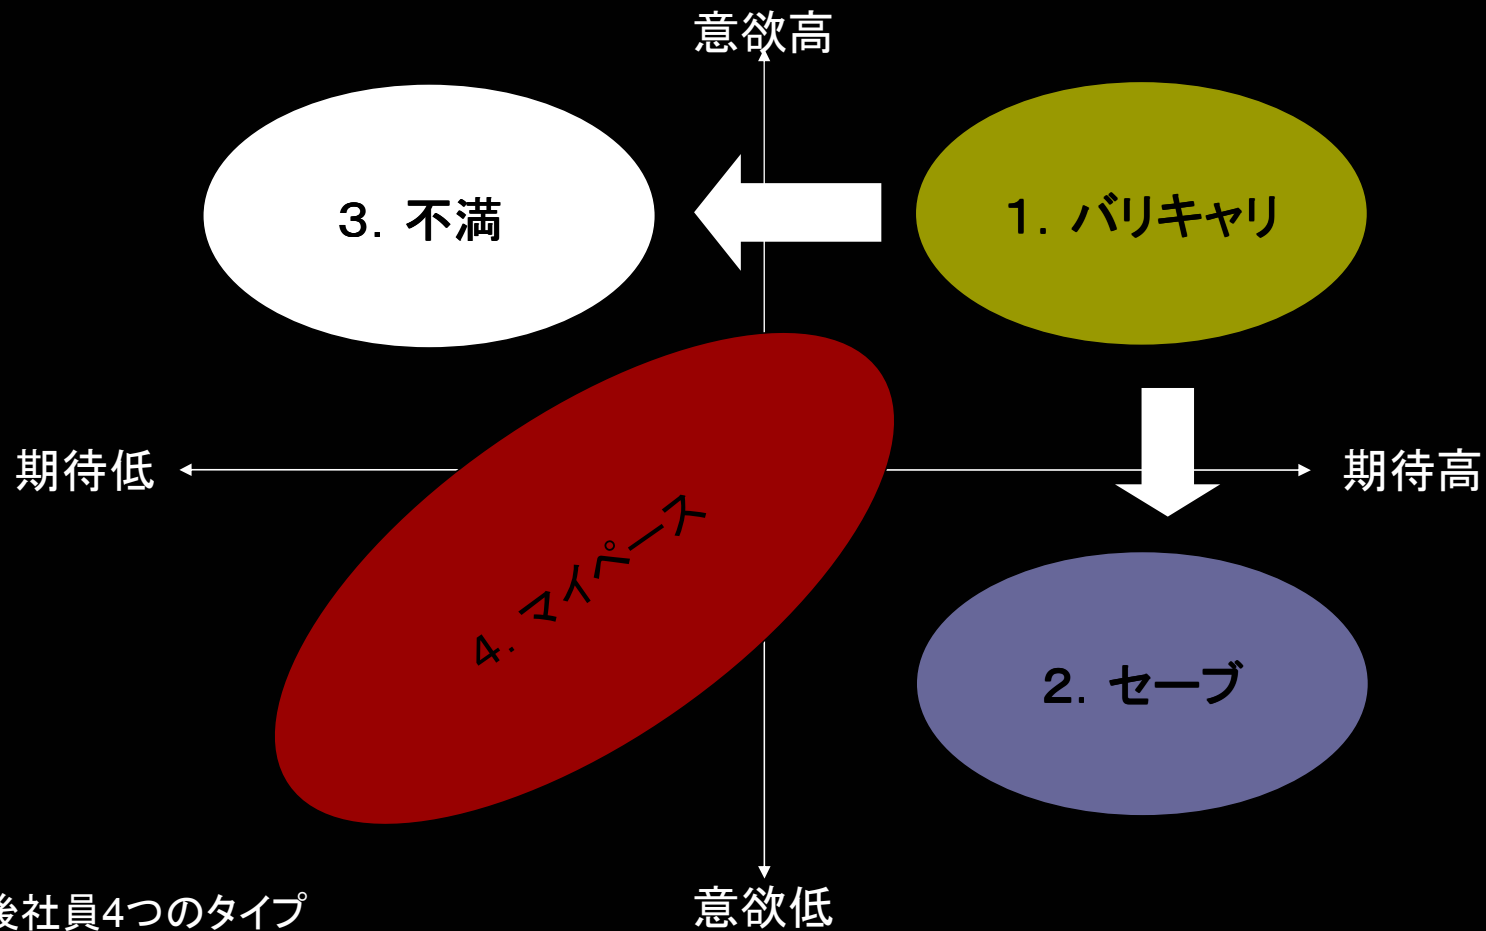 意欲高
3. 不満
1. バリキャリ
期待低
期待高
4. マイペース
2. セーブ
後社員4つのタイプ
意欲低